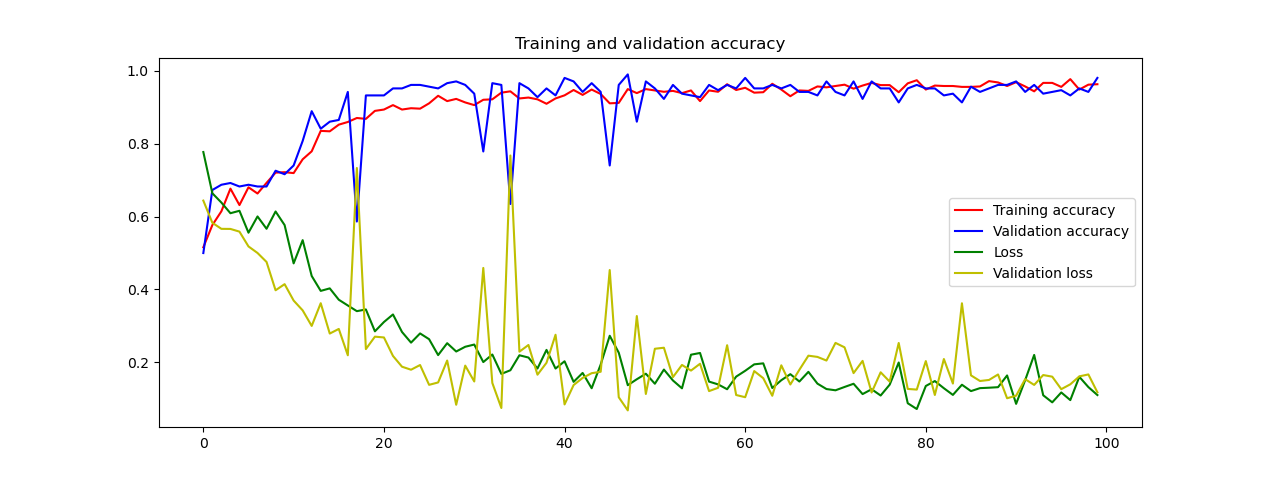 Training and validation accuracy
1.0
0.8
0.6
0.4
0.2
0 20 40 60 80 100
Training accuracy
Validation accuracy
Loss
Validation loss